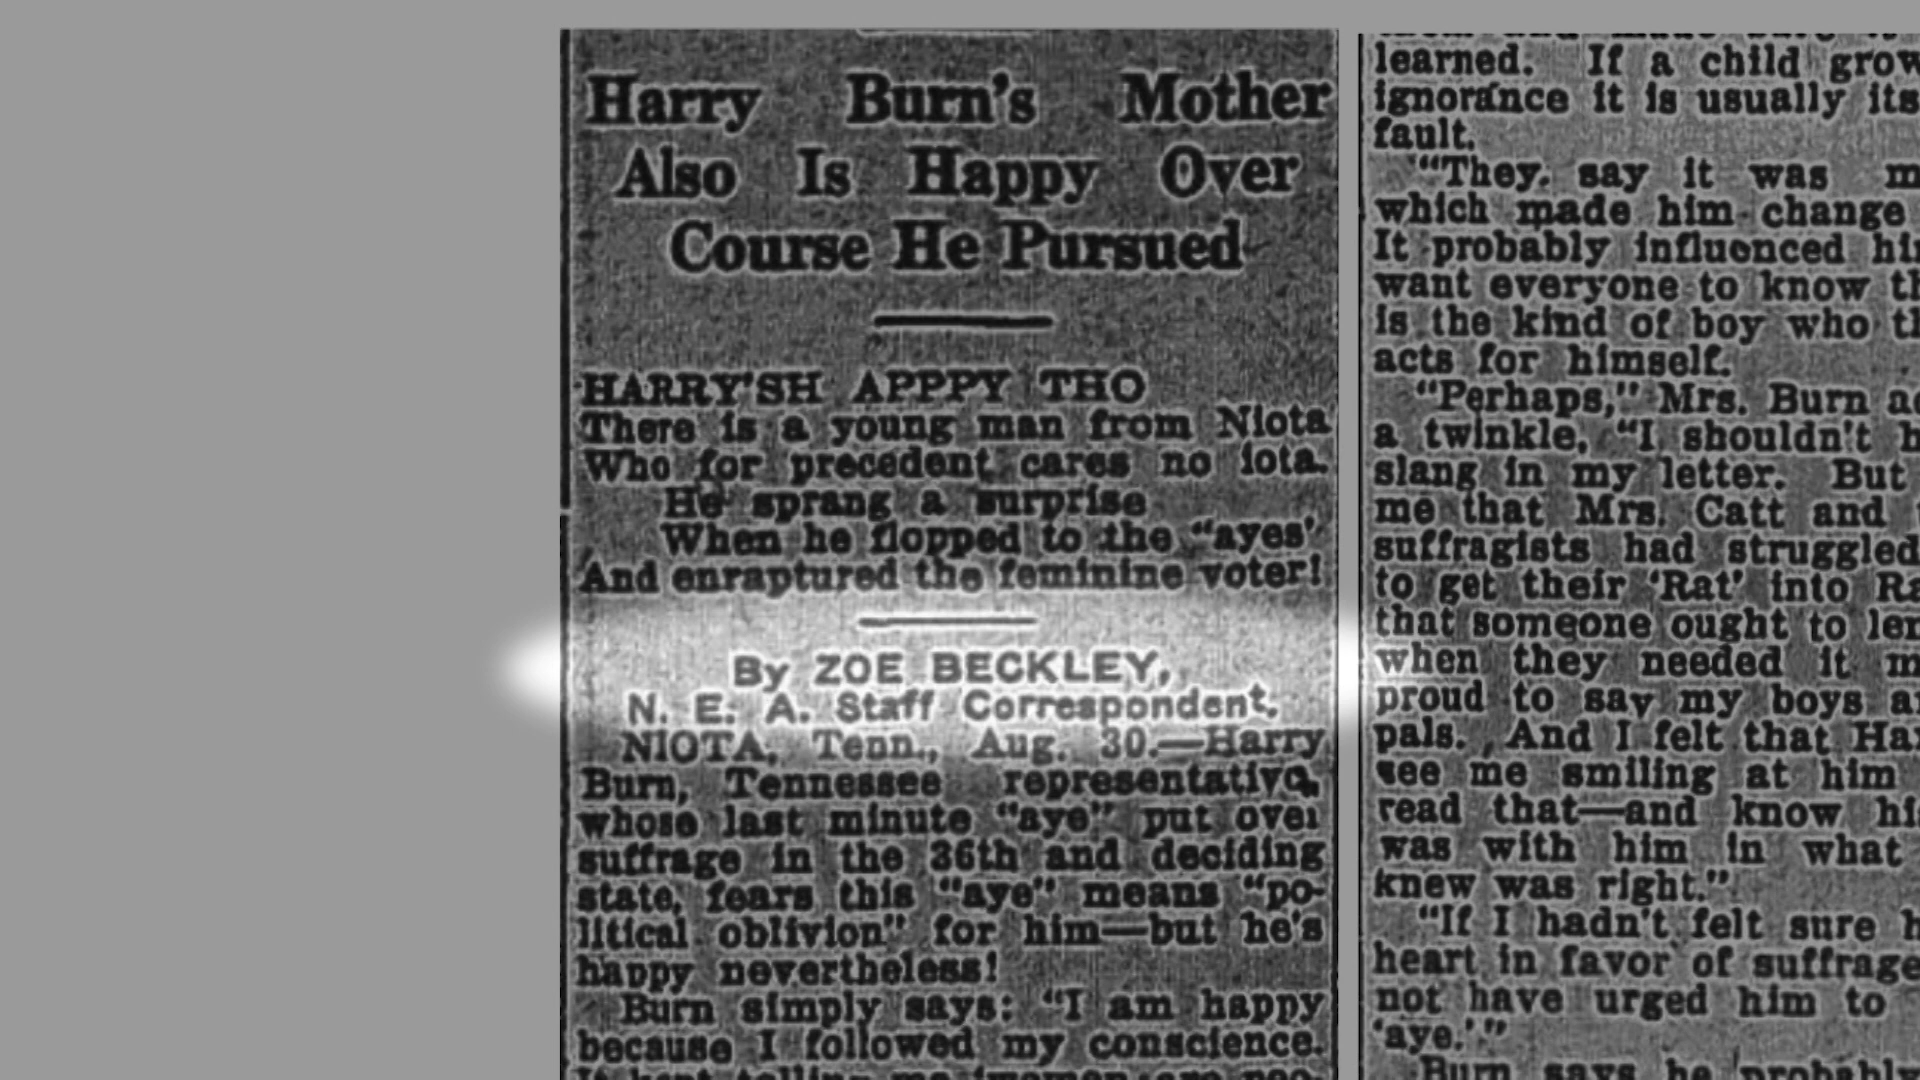 Harry Burn's Mother
Also Is Happy Over
Course He Pursued
HARRY'SH APPPY THO
There is a young man from Niota
Who for precedent cares no iota.
He sprang a surprise
When he flopped to the "ayes'
And enraptured the feminine voter!
By ZOE BECKLEY,
N. E. A. Staff Correspondent.
NIOTA, Tenn., Aug. 30.—Harry
Burn, Tennessee representative,
whose last minute "aye" put over
suffrage in the 36th and deciding
state, fears this "aye" means "po-
litical oblivion" for him—but he's
happy nevertheless!
Burn simply says: "I am happy
because I followed my conscience.
learned. If a child grow
ignorance it is usually its
fault.
"They. say it was m
which made him change
It probably influenced hi
want everyone to know th
is the kind of boy who th
acts for himself.
"Perhaps," Mrs. Burn ad
a twinkle, "I shouldn't h
slang in my letter. But
me that Mrs. Catt and
suffragists had struggled
to get their 'Rat' into Ra
that someone ought to len
when they needed it m
proud to say my boys a
pals. And I felt that Har
see me smiling at him
read that—and know hi
was with him in what
knew was right."
"If I hadn't felt sure h
heart in favor of suffrage
not have urged him to
'aye.'"
Burn says he probably